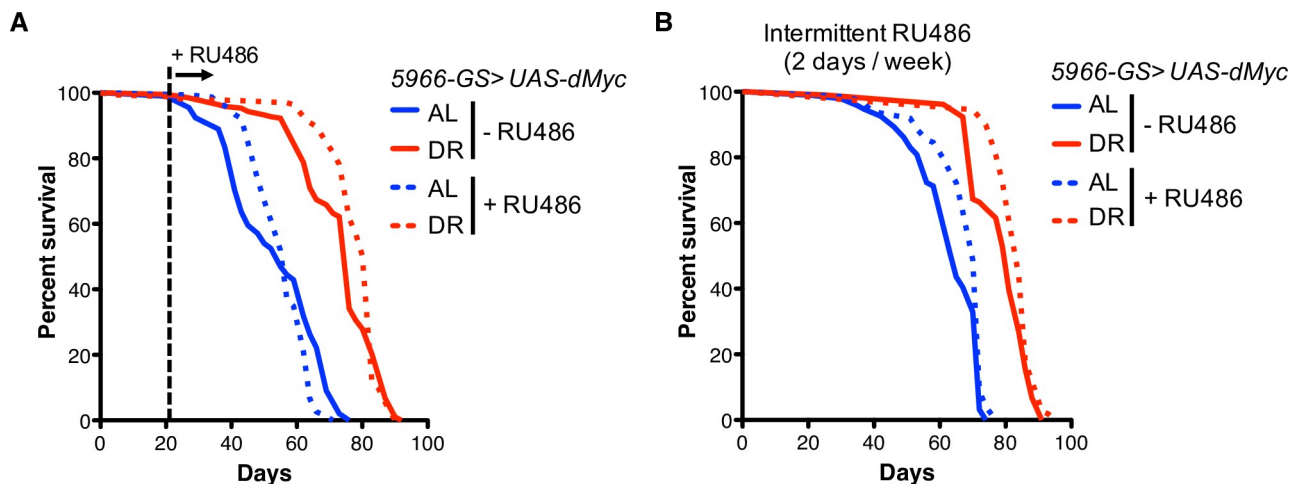 A
+ RU486
5966-GS> UAS-dMyc
AL
DR
- RU486
AL
DR
+ RU486
Percent survival
100
80
60
40
20
0
0 20 40 60 80 100
Days
B
Intermittent RU486
(2 days / week)
5966-GS> UAS-dMyc
AL
DR
- RU486
AL
DR
+ RU486
Percent survival
100
80
60
40
20
0
0 20 40 60 80 100
Days